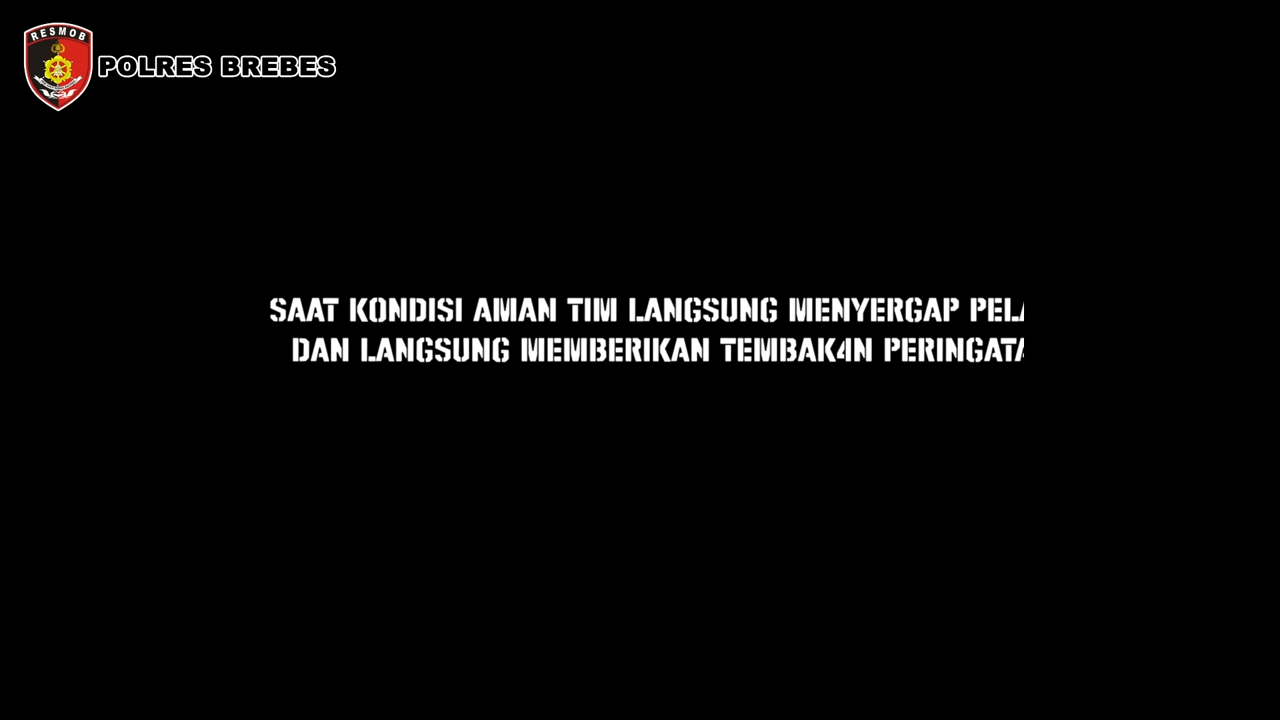 RESMOB
POLRES BREBES
SAAT KONDISI AMAN TIM LANGSUNG MENYERGAP PELA
DAN LANGSUNG MEMBERIKAN TEMBAK4N PERINGATA